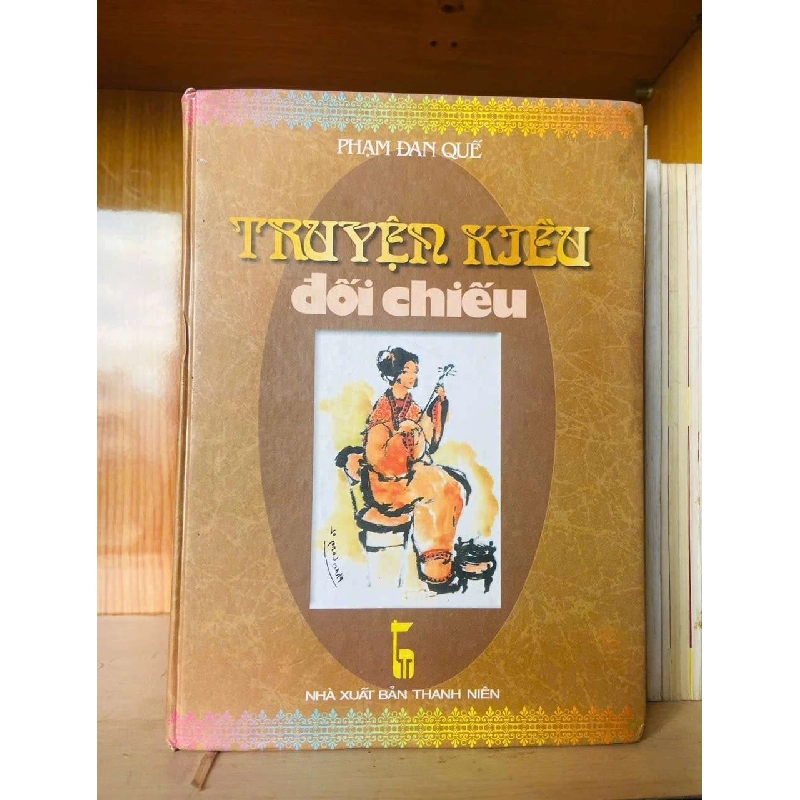 PHẠM ĐAN QUẾ
TRUYỆN KIỀU
đối chiếu
NHÀ XUẤT BẢN THANH NIÊN